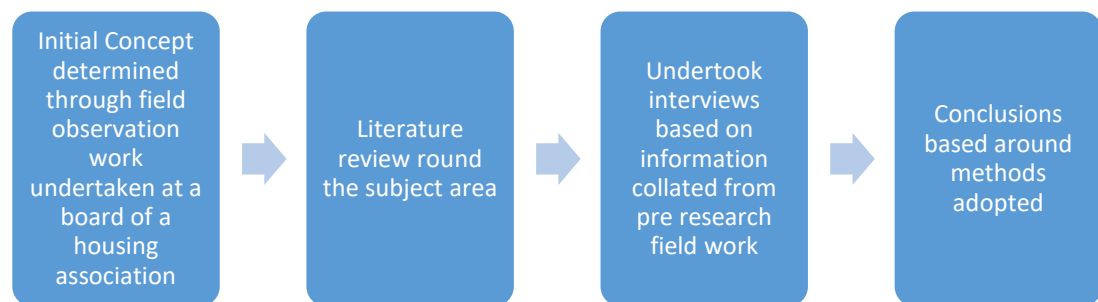 Initial Concept
determined
through field
observation
work
undertaken at a
board of a
housing
association
Literature
review round
the subject area
Undertook
interviews
based on
information
collated from
pre research
field work
Conclusions
based around
methods
adopted